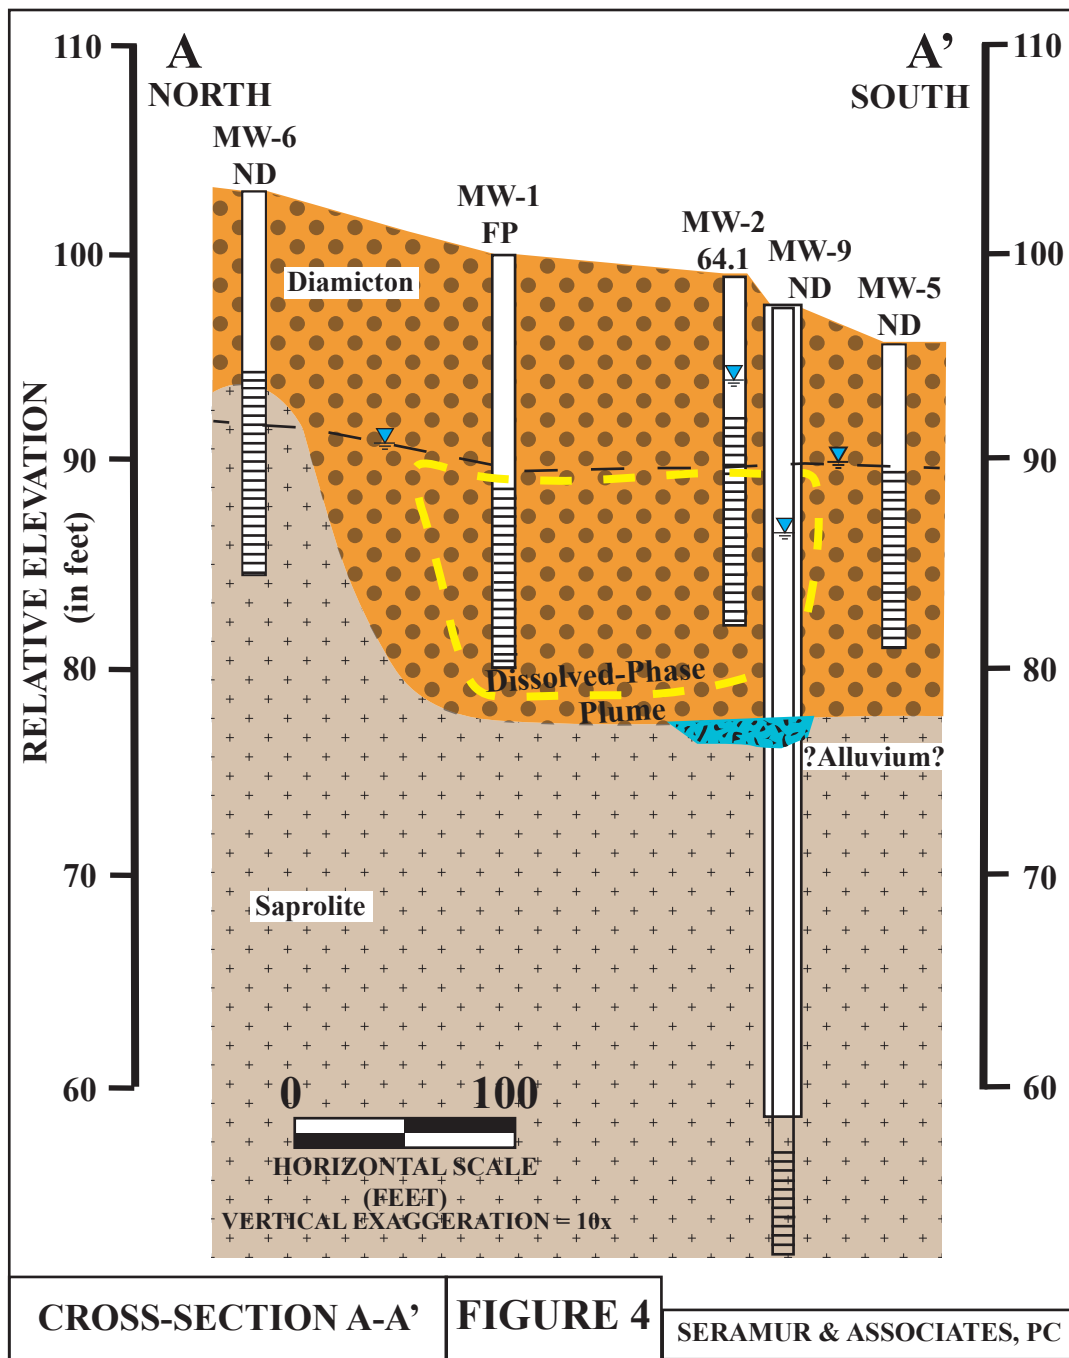 A
A’
NORTH
SOUTH
110
110
MW-6
ND
MW-1
FP
MW-2
64.1
MW-9
ND
MW-5
ND
100
100
Diamicton
RELATIVE ELEVATION
(in feet)
90
90
80
80
Dissolved-Phase
Plume
?Alluvium?
70
70
Saprolite
60
60
0
100
HORIZONTAL SCALE
(FEET)
VERTICAL EXAGGERATION = 10x
CROSS-SECTION A-A’
FIGURE 4
SERAMUR & ASSOCIATES, PC